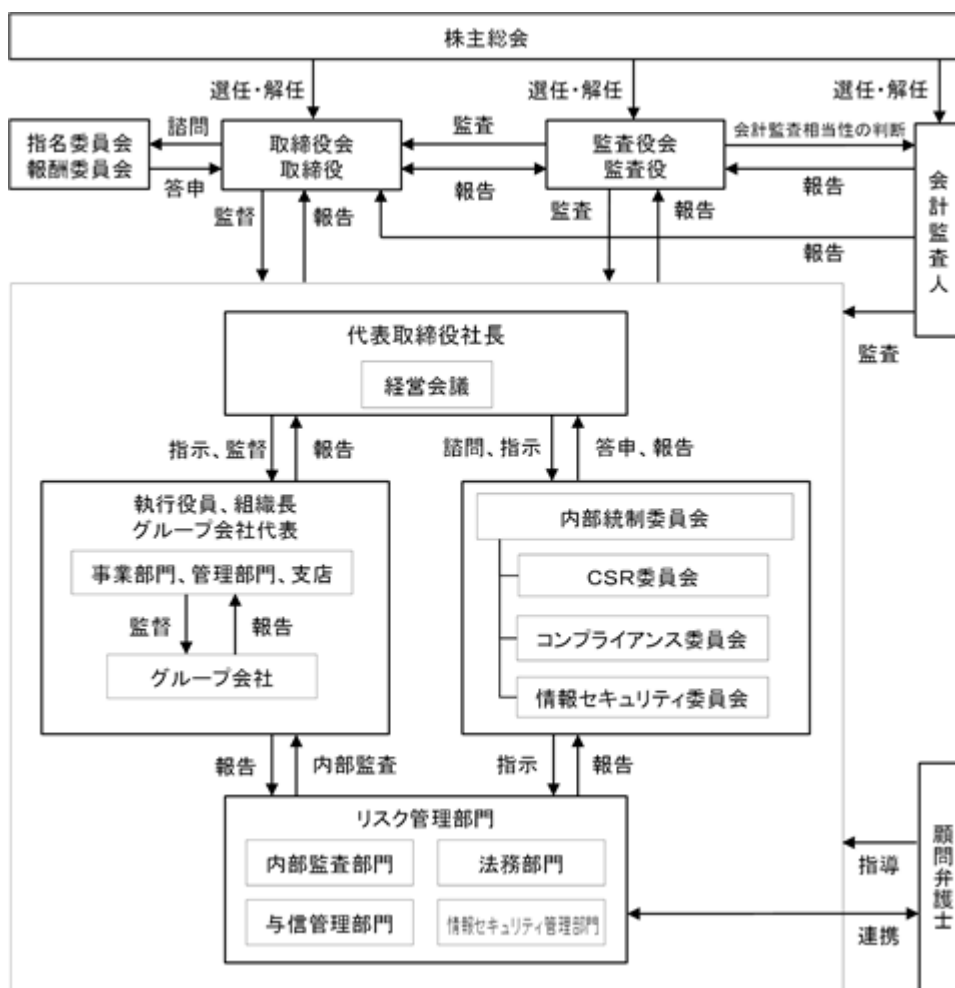 株主総会
選任・解任
選任・解任
選任・解任
指名委員会
報酬委員会
諮問
答申
取締役会
取締役
監査
報告
監査役会
監査役
会計監査相当性の判断
報告
会計監査人
監督
報告
監査
報告
報告
監査
代表取締役社長
経営会議
指示、監督
報告
諮問、指示
答申、報告
執行役員、組織長
グループ会社代表
事業部門、管理部門、支店
監督
報告
グループ会社
内部統制委員会
CSR委員会
コンプライアンス委員会
情報セキュリティ委員会
報告
内部監査
指示
報告
リスク管理部門
内部監査部門
法務部門
与信管理部門
情報セキュリティ管理部門
指導
連携
顧問弁護士